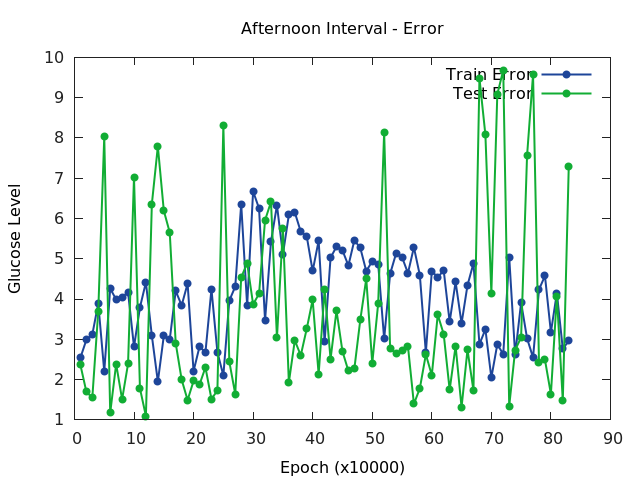 Afternoon Interval - Error
10
9
8
7
6
5
4
3
2
1
Glucose Level
Train Error
Test Error
0 10 20 30 40 50 60 70 80 90
Epoch (x10000)